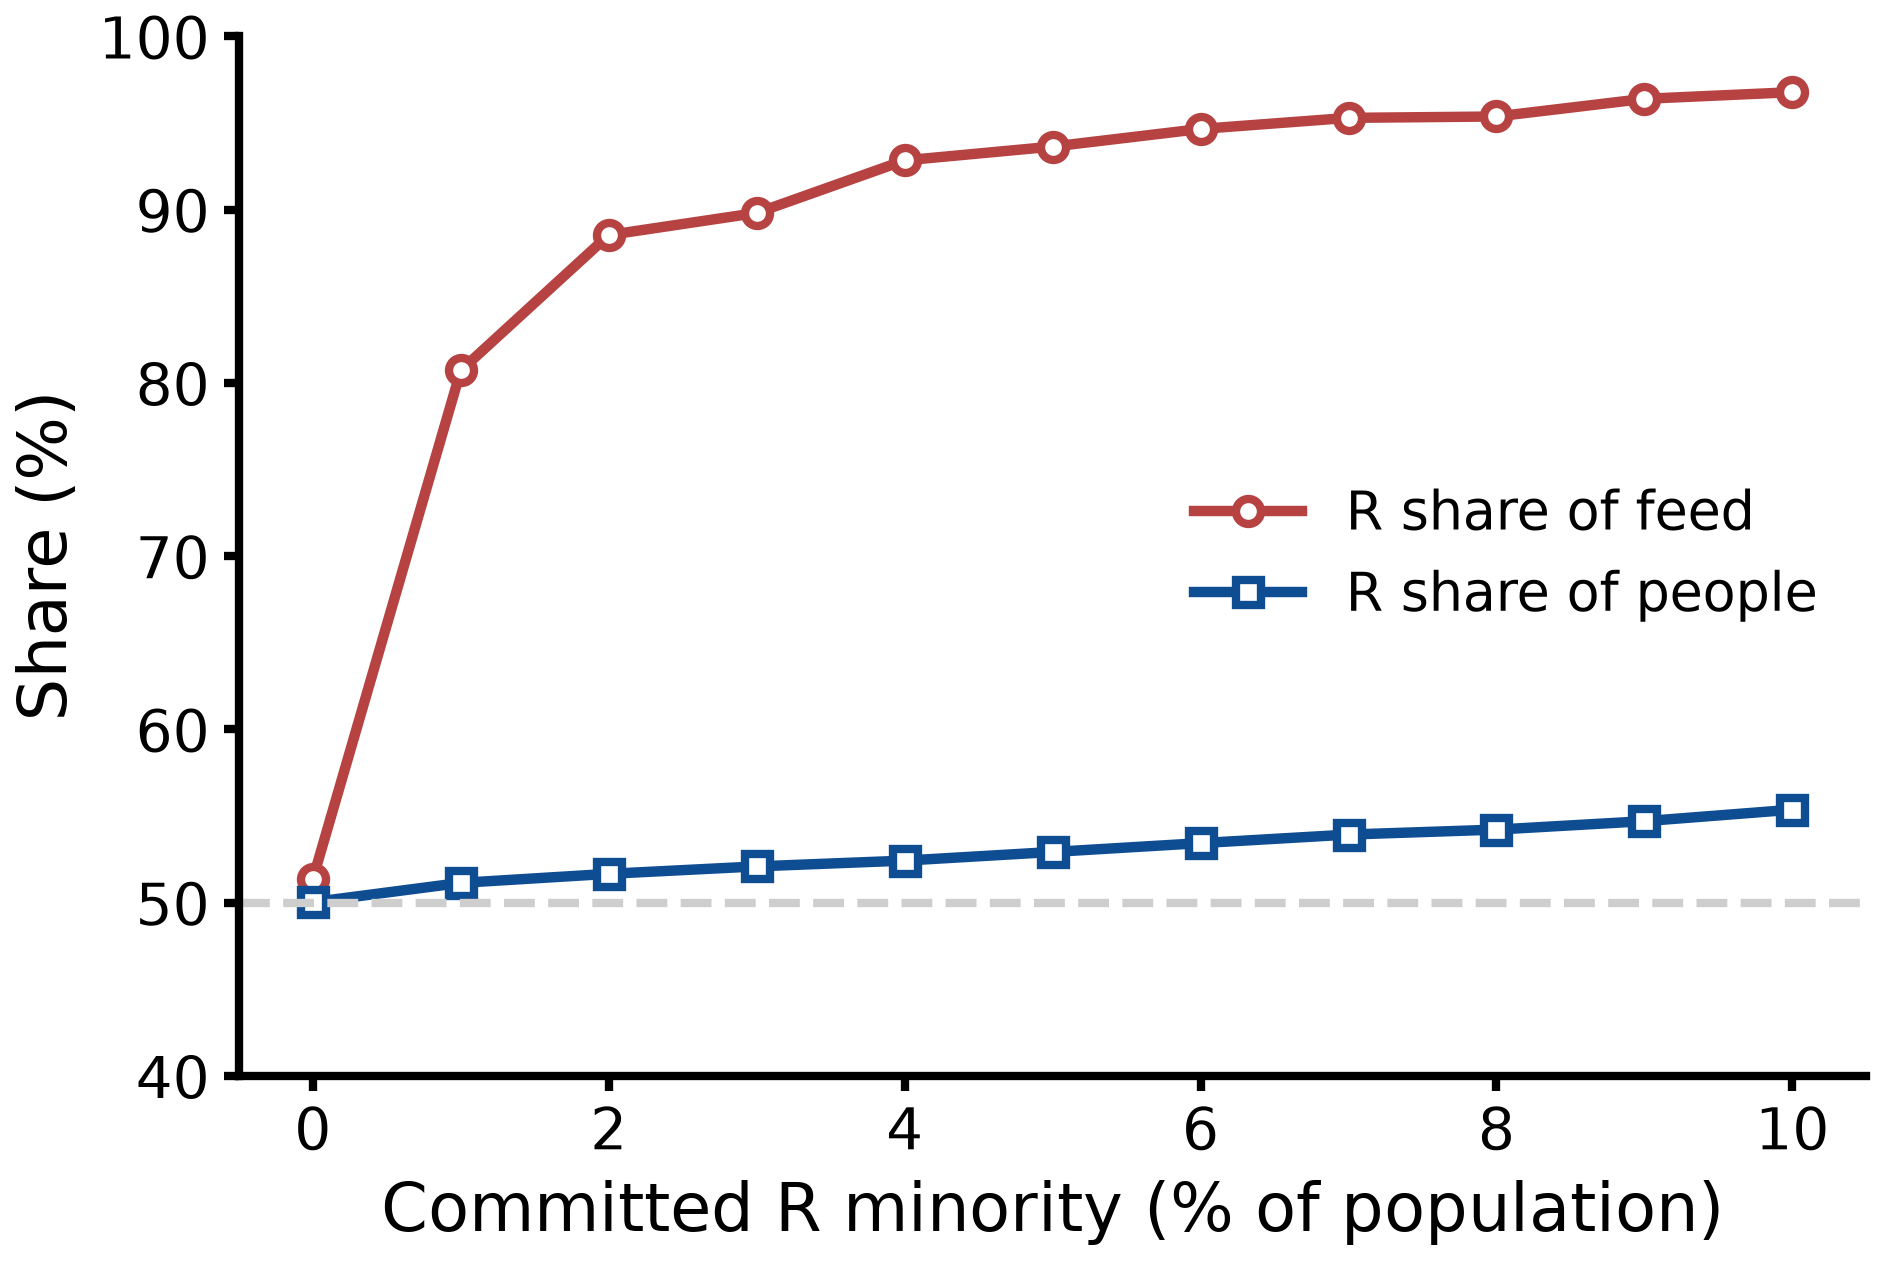 100
90
80
70
60
50
40
Share (%)
R share of feed
R share of people
0 2 4 6 8 10
Committed R minority (% of population)